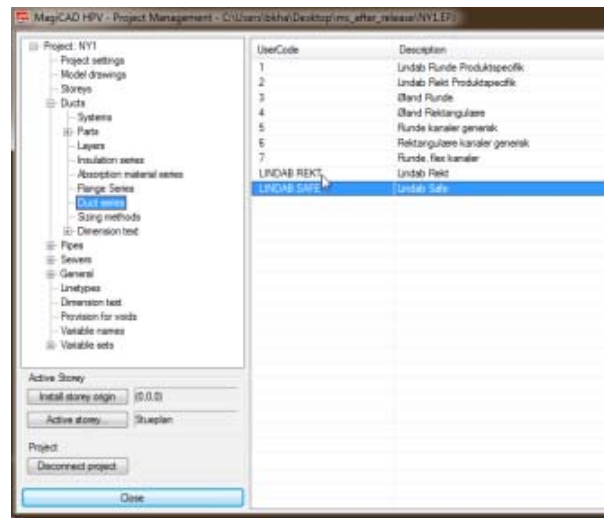 MagiCAD HPV - Project Management - C:\Users\bkha\Desktop\ms_after_release\NY1.EPJ
Project: NY1
Project settings
Model drawings
Storeys
Ducts
Systems
Parts
Layers
Insulation series
Absorption material series
Flange Series
Duct series
Sizing methods
Dimension text
Pipes
Sewers
General
Linetypes
Dimension text
Provision for voids
Variable names
Variable sets
Active Storey
Install storey origin (0.0.0)
Active storey... Stueplan
Project
Disconnect project
Close
UserCode Description
1 Lindab Runde Produktspecifik
2 Lindab Rekt Produktspecifik
3 Øland Runde
4 Øland Rektangulære
5 Runde kanaler generisk
6 Rektangulære kanaler generisk
7 Runde flex kanaler
LINDAB REKT Lindab Rekt
LINDAB SAFE Lindab Safe